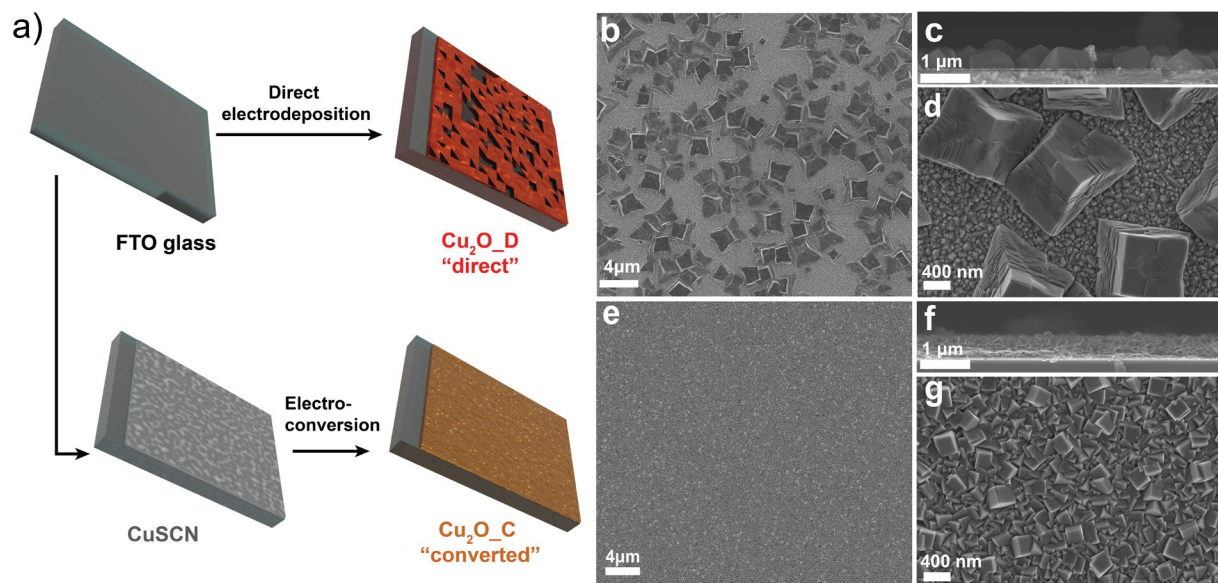 a)
Direct
electrodeposition
FTO glass
Cu₂O_D
“direct”
CuSCN
Electro-
conversion
Cu₂O_C
“converted”
b
4µm
c
1 µm
d
400 nm
e
4µm
f
1 µm
g
400 nm